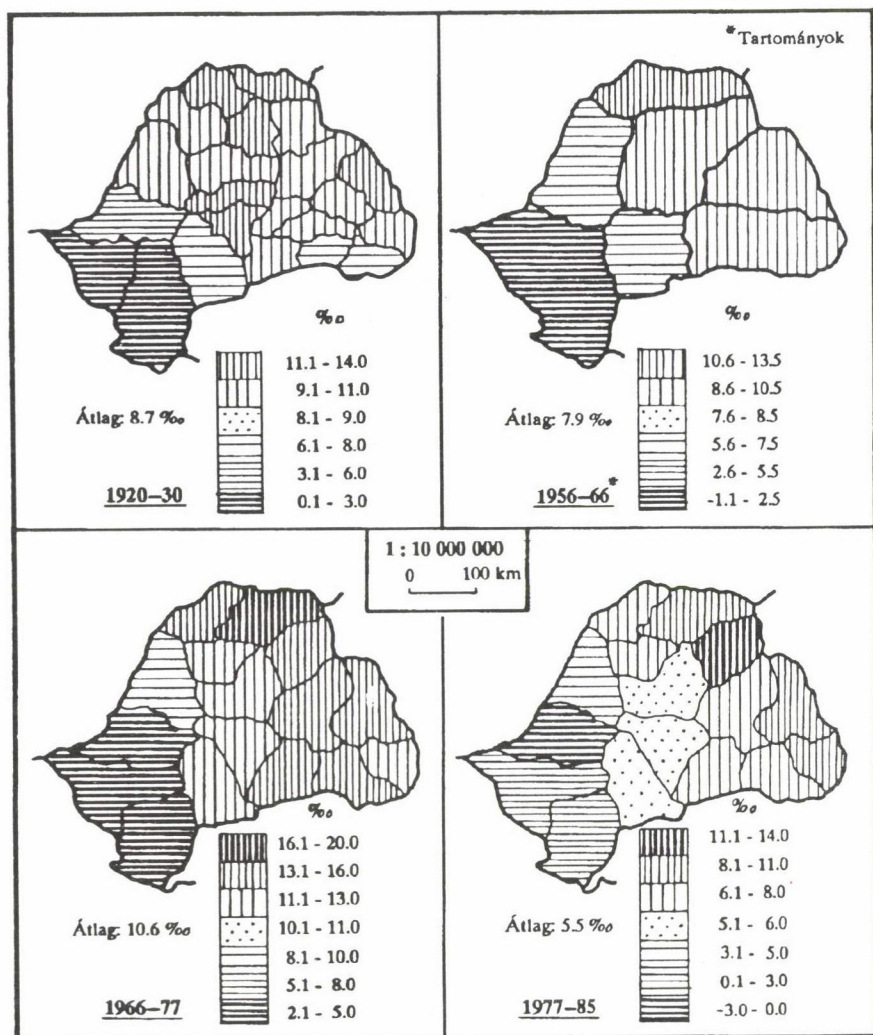 *Tartományok
‰
11.1 - 14.0
9.1 - 11.0
8.1 - 9.0
6.1 - 8.0
3.1 - 6.0
0.1 - 3.0
Átlag: 8.7 ‰
1920–30
‰
10.6 - 13.5
8.6 - 10.5
7.6 - 8.5
5.6 - 7.5
2.6 - 5.5
-1.1 - 2.5
Átlag: 7.9 ‰
1956–66*
1 : 10 000 000
0 100 km
‰
16.1 - 20.0
13.1 - 16.0
11.1 - 13.0
10.1 - 11.0
8.1 - 10.0
5.1 - 8.0
2.1 - 5.0
Átlag: 10.6 ‰
1966–77
‰
11.1 - 14.0
8.1 - 11.0
6.1 - 8.0
5.1 - 6.0
3.1 - 5.0
0.1 - 3.0
-3.0 - 0.0
Átlag: 5.5 ‰
1977–85